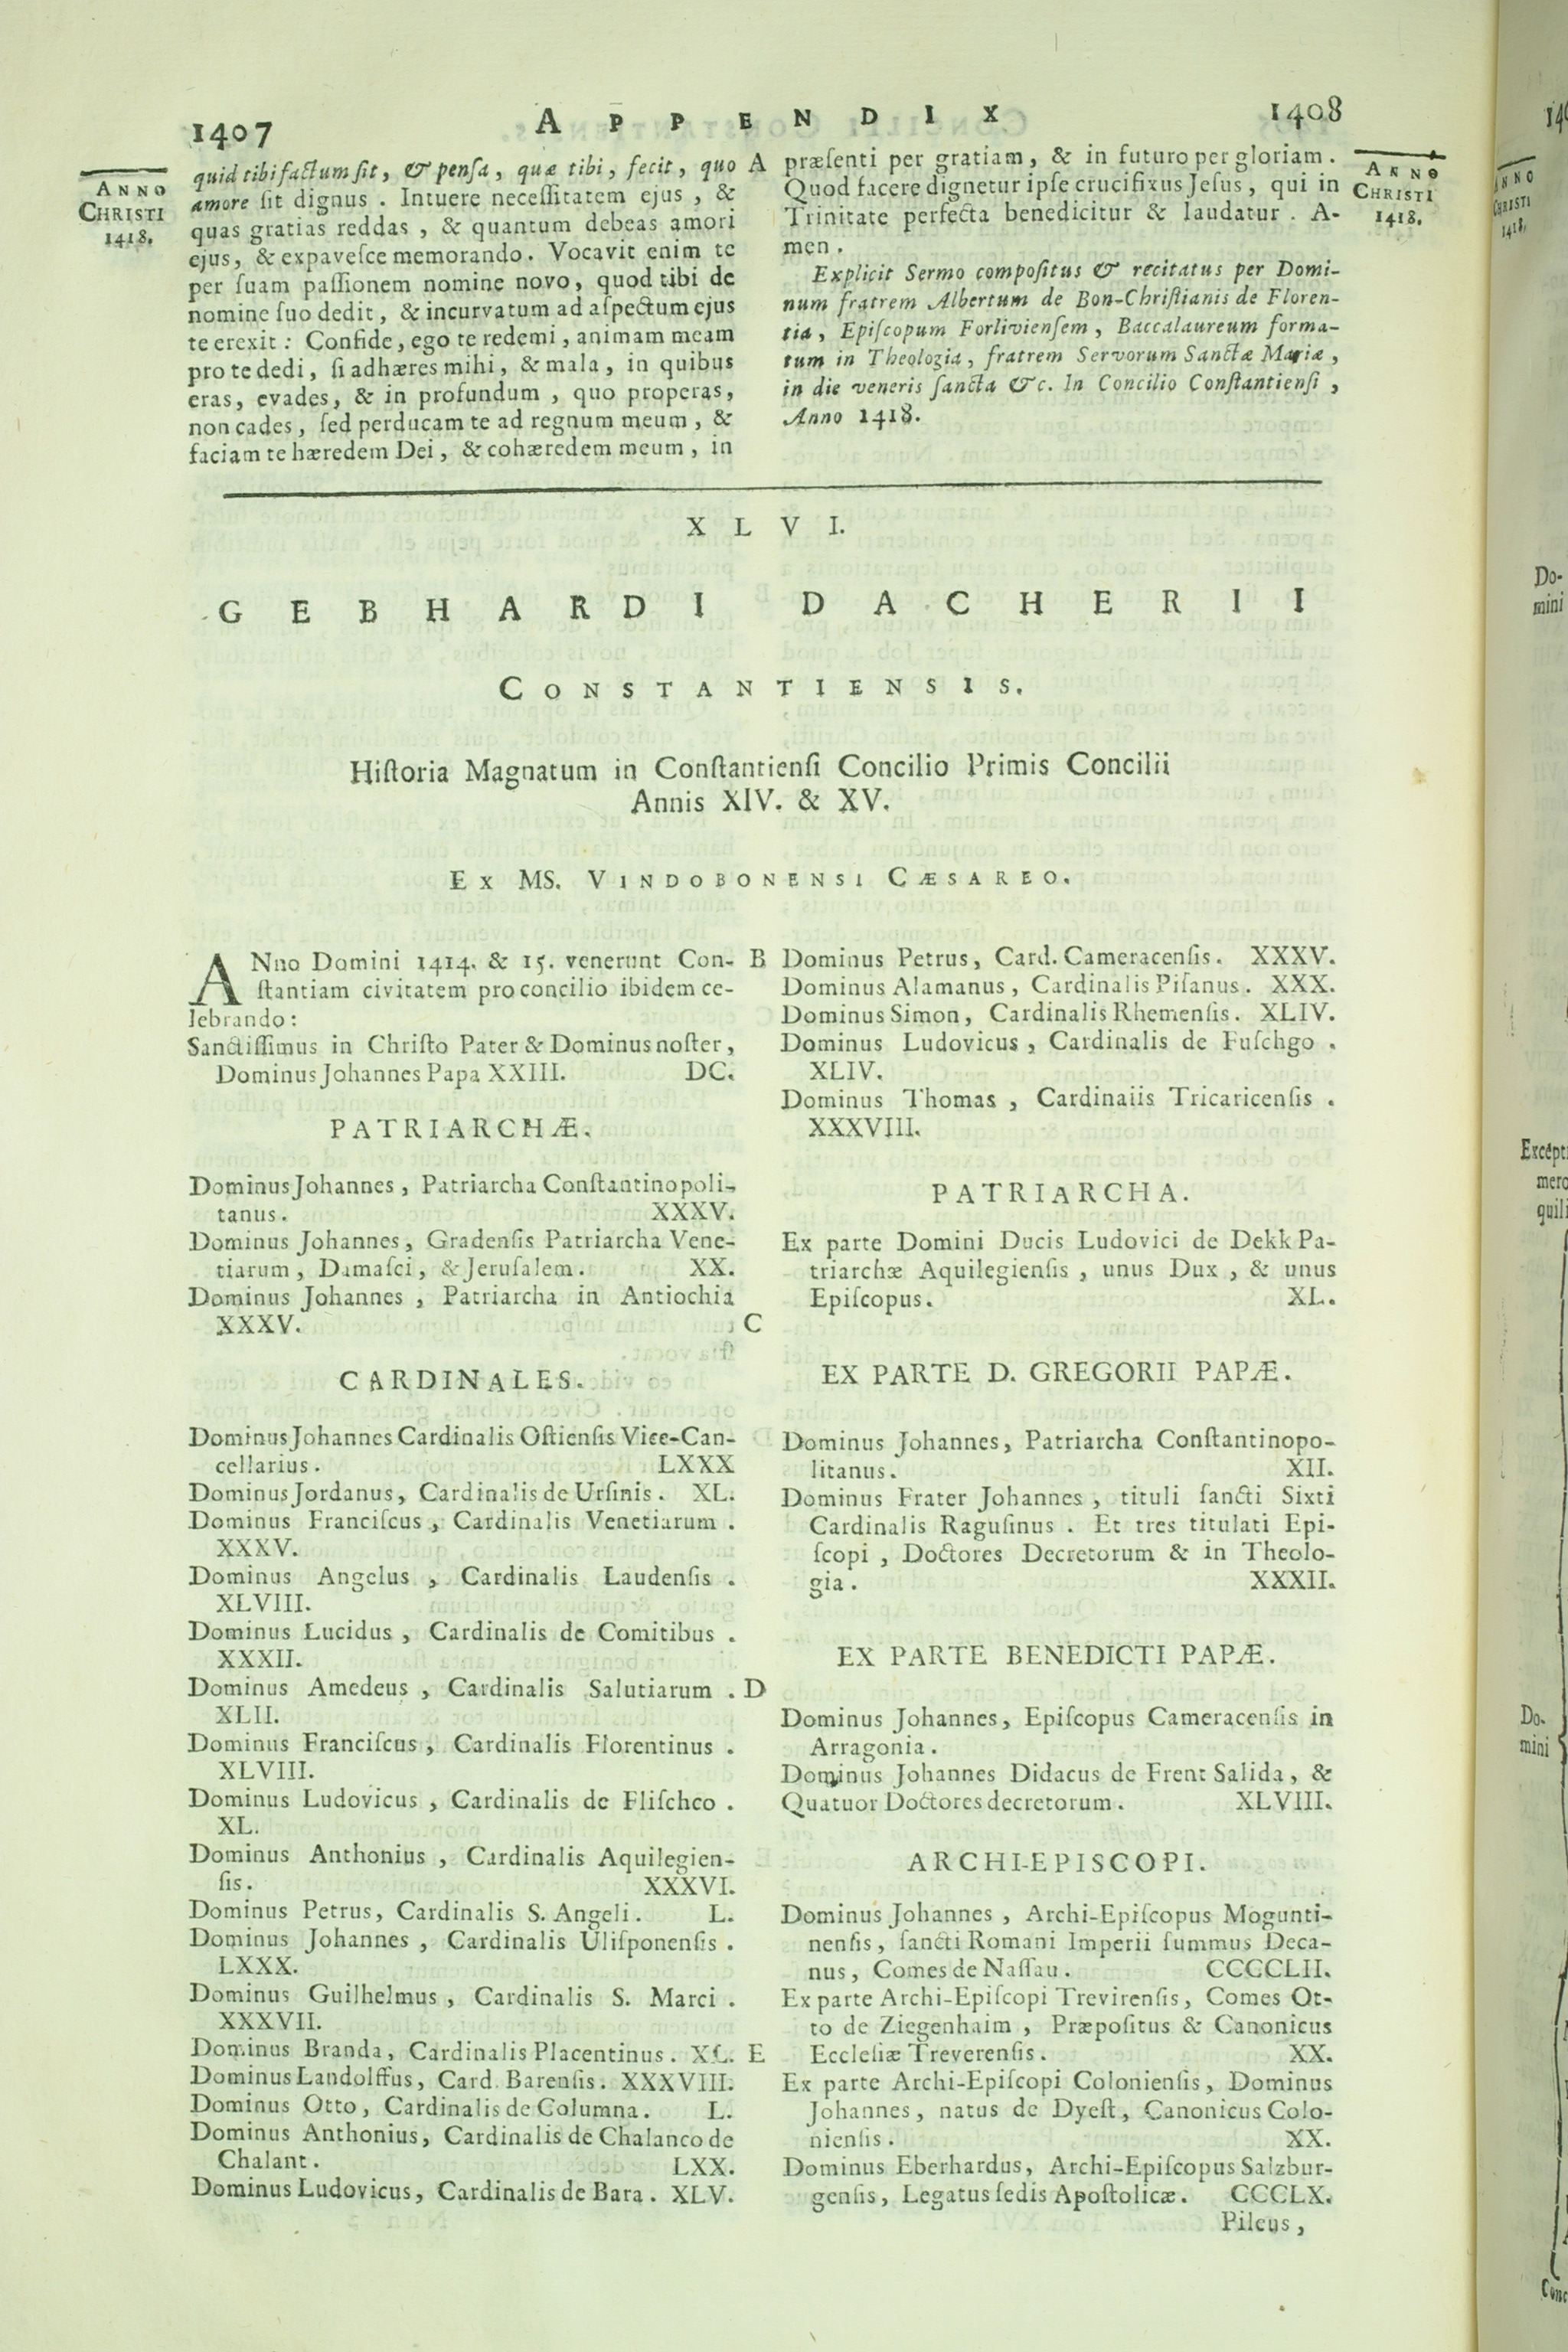 1407
APPENDIX
1408
ANNO
CHRISTI
1418.
quid tibi factum sit, & pensa, quæ tibi, fecit, quo
amore sit dignus. Intuere necessitatem ejus, &
quas gratias reddas, & quantum debeas amori
ejus, & expavesce memorando. Vocavit enim te
per suam passionem nomine novo, quod tibi de
nomine suo dedit, & incurvatum ad aspectum ejus
te erexit: Confide, ego te redemi, animam meam
pro te dedi, si adhæres mihi, & mala, in quibus
eras, evades, & in profundum, quo properas,
non cades, sed perducam te ad regnum meum, &
faciam te hæredem Dei, & cohæredem meum, in
A
præsenti per gratiam, & in futuro per gloriam.
Quod facere dignetur ipse crucifixus Jesus, qui in
Trinitate perfecta benedicitur & laudatur. A-
men.
Explicit Sermo compositus & recitatus per Domi-
num fratrem Albertum de Bon-Christianis de Floren-
tia, Episcopum Forliviensem, Baccalaureum forma-
tum in Theologia, fratrem Servorum Sanctæ Mariæ,
in die veneris sancta &c. In Concilio Constantiensi,
Anno 1418.
ANNO
CHRISTI
1418.
XLVI.
GEBHARDI DACHERII
CONSTANTIENSIS.
Historia Magnatum in Constantiensi Concilio Primis Concilii
Annis XIV. & XV.
EX MS. VINDOBONENSI CÆSAREO.
ANno Domini 1414. & 15. venerunt Con-
stantiam civitatem pro concilio ibidem ce-
lebrando:
Sanctissimus in Christo Pater & Dominus noster,
Dominus Johannes Papa XXIII. DC.
PATRIARCHÆ.
Dominus Johannes, Patriarcha Constantinopoli-
tanus. XXXV.
Dominus Johannes, Gradensis Patriarcha Vene-
tiarum, Damasci, & Jerusalem. XX.
Dominus Johannes, Patriarcha in Antiochia
XXXV.
CARDINALES.
Dominus Johannes Cardinalis Ostiensis Vice-Can-
cellarius. LXXX
Dominus Jordanus, Cardinalis de Ursinis. XL.
Dominus Franciscus, Cardinalis Venetiarum.
XXXV.
Dominus Angelus, Cardinalis Laudensis.
XLVIII.
Dominus Lucidus, Cardinalis de Comitibus.
XXXII.
Dominus Amedeus, Cardinalis Salutiarum.
XLII.
Dominus Franciscus, Cardinalis Florentinus.
XLVIII.
Dominus Ludovicus, Cardinalis de Flischco.
XL.
Dominus Anthonius, Cardinalis Aquilegien-
sis. XXXVI.
Dominus Petrus, Cardinalis S. Angeli. L.
Dominus Johannes, Cardinalis Ulisponensis.
LXXX.
Dominus Guilhelmus, Cardinalis S. Marci.
XXXVII.
Dominus Branda, Cardinalis Placentinus. XL.
Dominus Landolffus, Card. Barensis. XXXVIII.
Dominus Otto, Cardinalis de Columna. L.
Dominus Anthonius, Cardinalis de Chalanco de
Chalant. LXX.
Dominus Ludovicus, Cardinalis de Bara. XLV.
B
C
D
E
Dominus Petrus, Card. Cameracensis. XXXV.
Dominus Alamanus, Cardinalis Pisanus. XXX.
Dominus Simon, Cardinalis Rhemensis. XLIV.
Dominus Ludovicus, Cardinalis de Fuschgo.
XLIV.
Dominus Thomas, Cardinaiis Tricaricensis.
XXXVIII.
PATRIARCHA.
Ex parte Domini Ducis Ludovici de Dekk Pa-
triarchæ Aquilegiensis, unus Dux, & unus
Episcopus. XL.
EX PARTE D. GREGORII PAPÆ.
Dominus Johannes, Patriarcha Constantinopo-
litanus. XII.
Dominus Frater Johannes, tituli sancti Sixti
Cardinalis Ragusinus. Et tres titulati Epi-
scopi, Doctores Decretorum & in Theolo-
gia. XXXII.
EX PARTE BENEDICTI PAPÆ.
Dominus Johannes, Episcopus Cameracensis in
Arragonia.
Dominus Johannes Didacus de Frent Salida, &
Quatuor Doctores decretorum. XLVIII.
ARCHI-EPISCOPI.
Dominus Johannes, Archi-Episcopus Mogunti-
nensis, sancti Romani Imperii summus Deca-
nus, Comes de Nassau. CCCCLII.
Ex parte Archi-Episcopi Trevirensis, Comes Ot-
to de Ziegenhaim, Præpositus & Canonicus
Ecclesiæ Treverensis. XX.
Ex parte Archi-Episcopi Coloniensis, Dominus
Johannes, natus de Dyest, Canonicus Colo-
niensis. XX.
Dominus Eberhardus, Archi-Episcopus Salzbur-
gensis, Legatus sedis Apostolicæ. CCCLX.
Pileus,
ANNO
CHRISTI
1418.
Do-
mini
quili
Do-
mini